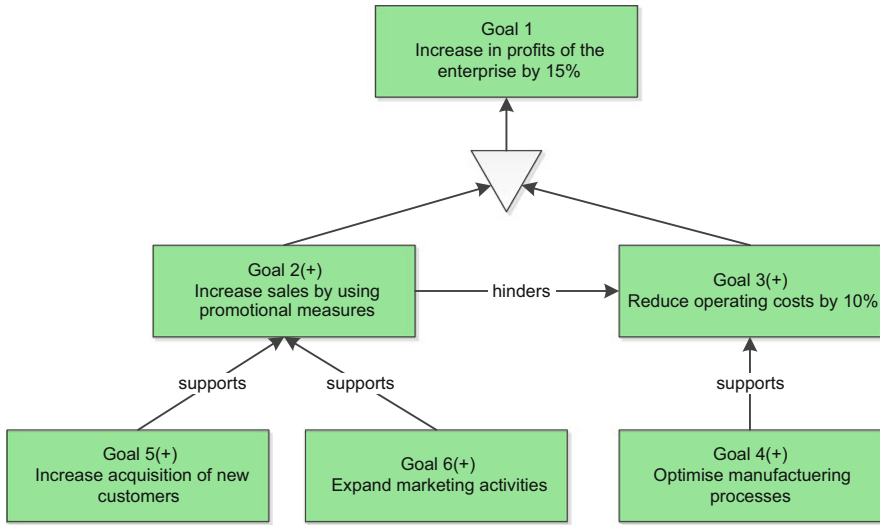 Goal 1
Increase in profits of the
enterprise by 15%
Goal 2(+)
Increase sales by using
promotional measures
hinders
Goal 3(+)
Reduce operating costs by 10%
supports
supports
supports
Goal 5(+)
Increase acquisition of new
customers
Goal 6(+)
Expand marketing activities
Goal 4(+)
Optimise manufactuering
processes